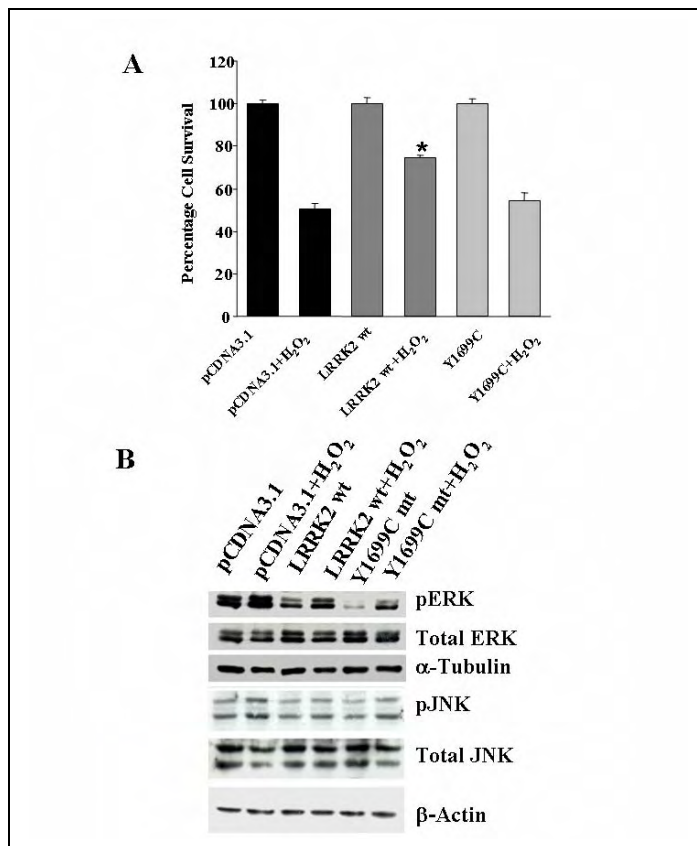 A
Percentage Cell Survival
120
100
80
60
40
20
0
*
pCDNA3.1
pCDNA3.1+H₂O₂
LRRK2 wt
LRRK2 wt+H₂O₂
Y1699C
Y1699C+H₂O₂
B
pCDNA3.1
pCDNA3.1+H₂O₂
LRRK2 wt
LRRK2 wt+H₂O₂
Y1699C mt
Y1699C mt+H₂O₂
pERK
Total ERK
α-Tubulin
pJNK
Total JNK
β-Actin